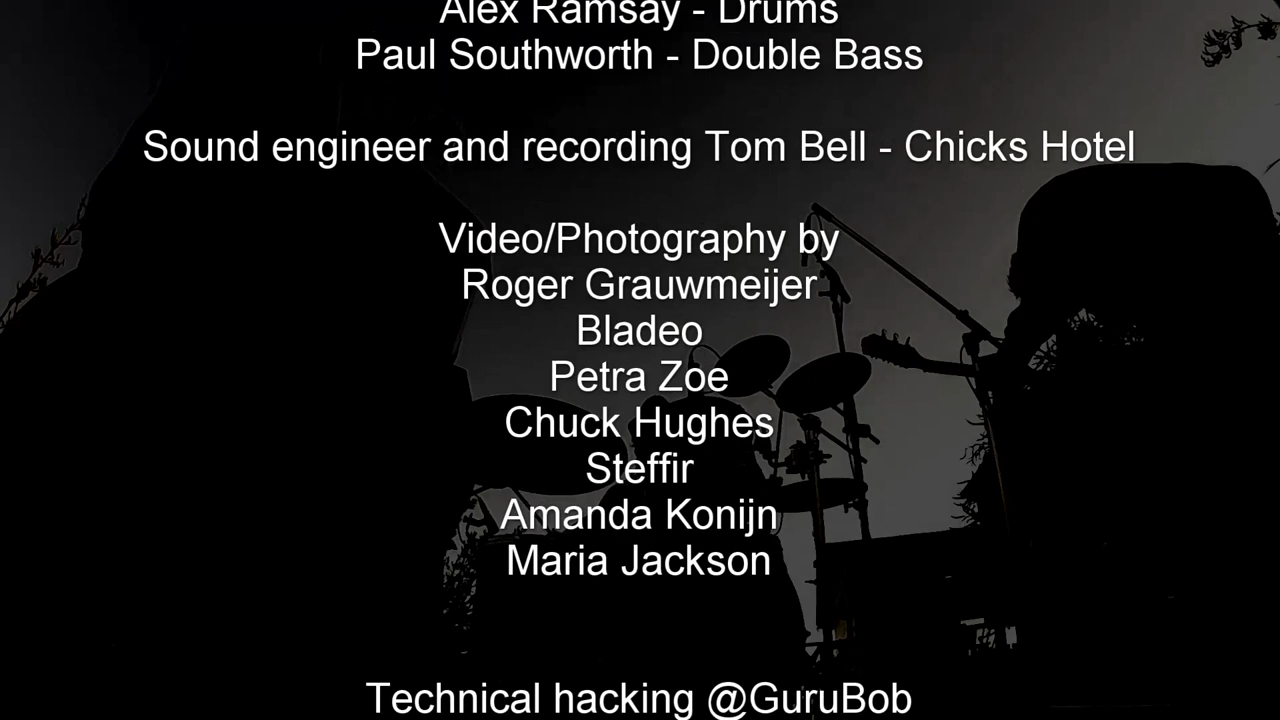 Alex Ramsay - Drums
Paul Southworth - Double Bass
Sound engineer and recording Tom Bell - Chicks Hotel
Video/Photography by
Roger Grauwmeijer
Bladeo
Petra Zoe
Chuck Hughes
Steffir
Amanda Konijn
Maria Jackson
Technical hacking @GuruBob